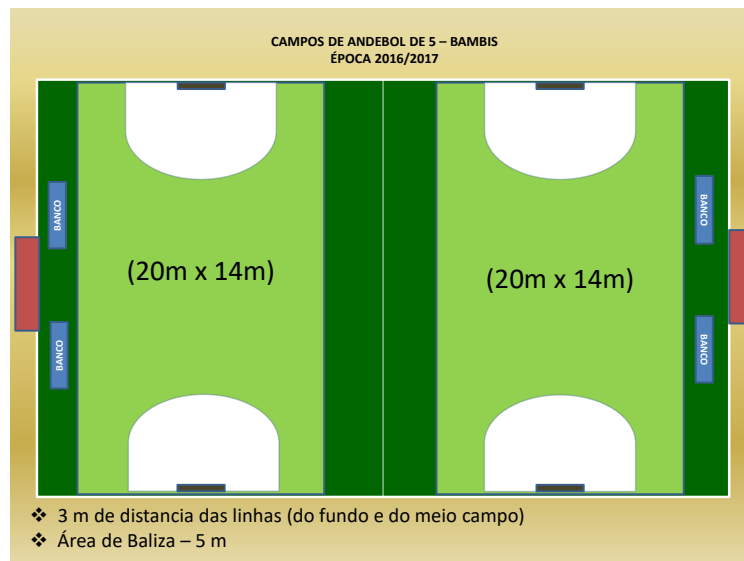 CAMPOS DE ANDEBOL DE 5 – BAMBIS
ÉPOCA 2016/2017
BANCO
BANCO
(20m x 14m)
(20m x 14m)
BANCO
BANCO
❖ 3 m de distancia das linhas (do fundo e do meio campo)
❖ Área de Baliza – 5 m